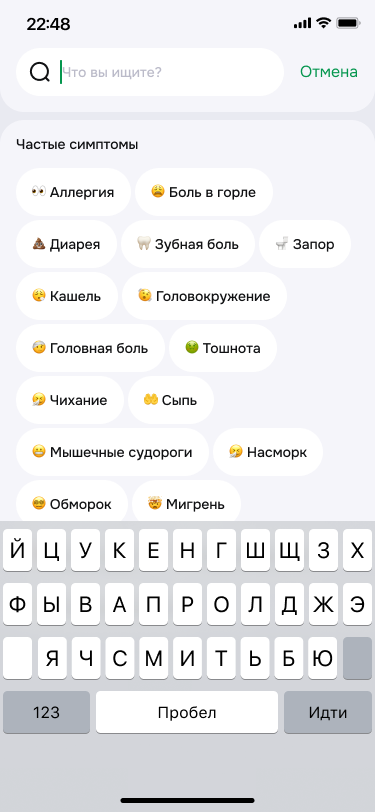 22:48
Что вы ищите?
Отмена
Частые симптомы
Аллергия
Боль в горле
Диарея
Зубная боль
Запор
Кашель
Головокружение
Головная боль
Тошнота
Чихание
Сыпь
Мышечные судороги
Насморк
Обморок
Мигрень
Й Ц У К Е Н Г Ш Щ З Х
Ф Ы В А П Р О Л Д Ж Э
Я Ч С М И Т Ь Б Ю
123
Пробел
Идти